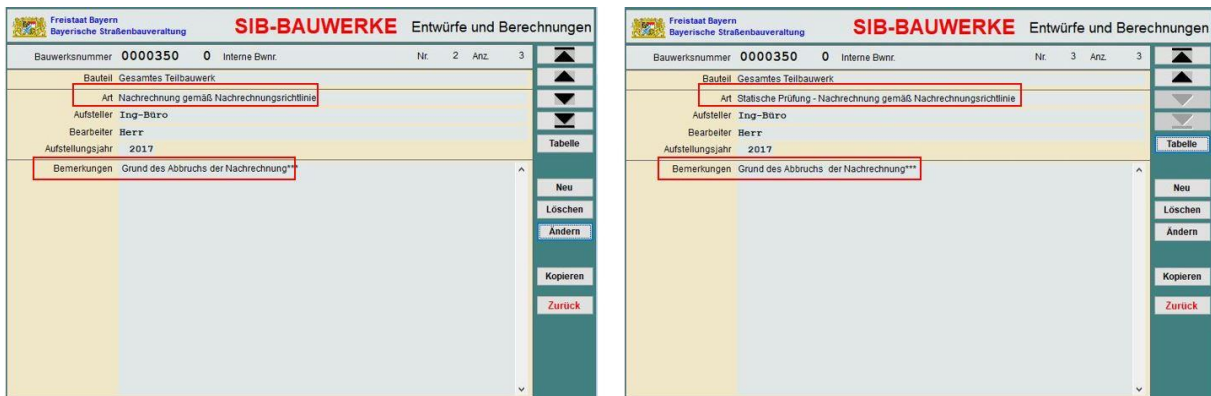 Freistaat Bayern
Bayerische Straßenbauveraltung
SIB-BAUWERKE Entwürfe und Berechnungen
Bauwerksnummer 0000350 0 Interne Bwnr. Nr. 2 Anz. 3
Bauteil Gesamtes Teilbauwerk
Art Nachrechnung gemäß Nachrechnungsrichtlinie
Aufsteller Ing-Büro
Bearbeiter Herr
Aufstellungsjahr 2017
Tabelle
Bemerkungen Grund des Abbruchs der Nachrechnung***
Neu
Löschen
Ändern
Kopieren
Zurück
Freistaat Bayern
Bayerische Straßenbauveraltung
SIB-BAUWERKE Entwürfe und Berechnungen
Bauwerksnummer 0000350 0 Interne Bwnr. Nr. 3 Anz. 3
Bauteil Gesamtes Teilbauwerk
Art Statische Prüfung - Nachrechnung gemäß Nachrechnungsrichtlinie
Aufsteller Ing-Büro
Bearbeiter Herr
Aufstellungsjahr 2017
Tabelle
Bemerkungen Grund des Abbruchs der Nachrechnung***
Neu
Löschen
Ändern
Kopieren
Zurück